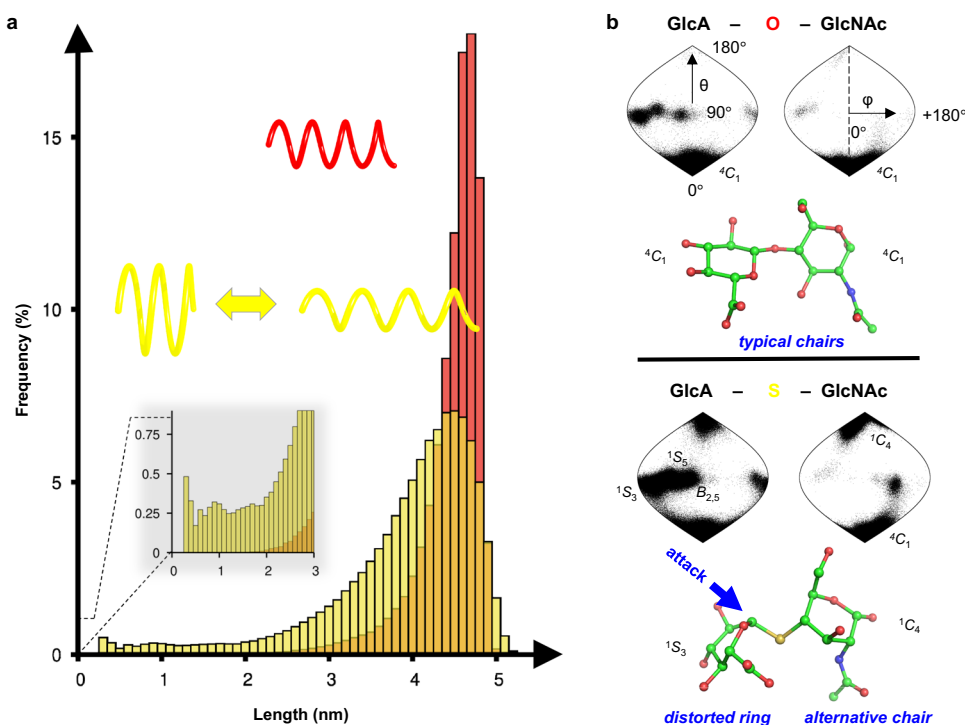 a
Frequency (%)
15
10
5
0
0
1
2
3
4
5
Length (nm)
0.75
0.5
0.25
0
0
1
2
3
b
GlcA – O – GlcNAc
180°
θ
90°
⁴C₁
0°
φ
+180°
0°
⁴C₁
⁴C₁
⁴C₁
typical chairs
GlcA – S – GlcNAc
¹S₅
¹S₃
B₂,₅
¹C₄
⁴C₁
attack
¹S₃
¹C₄
distorted ring
alternative chair